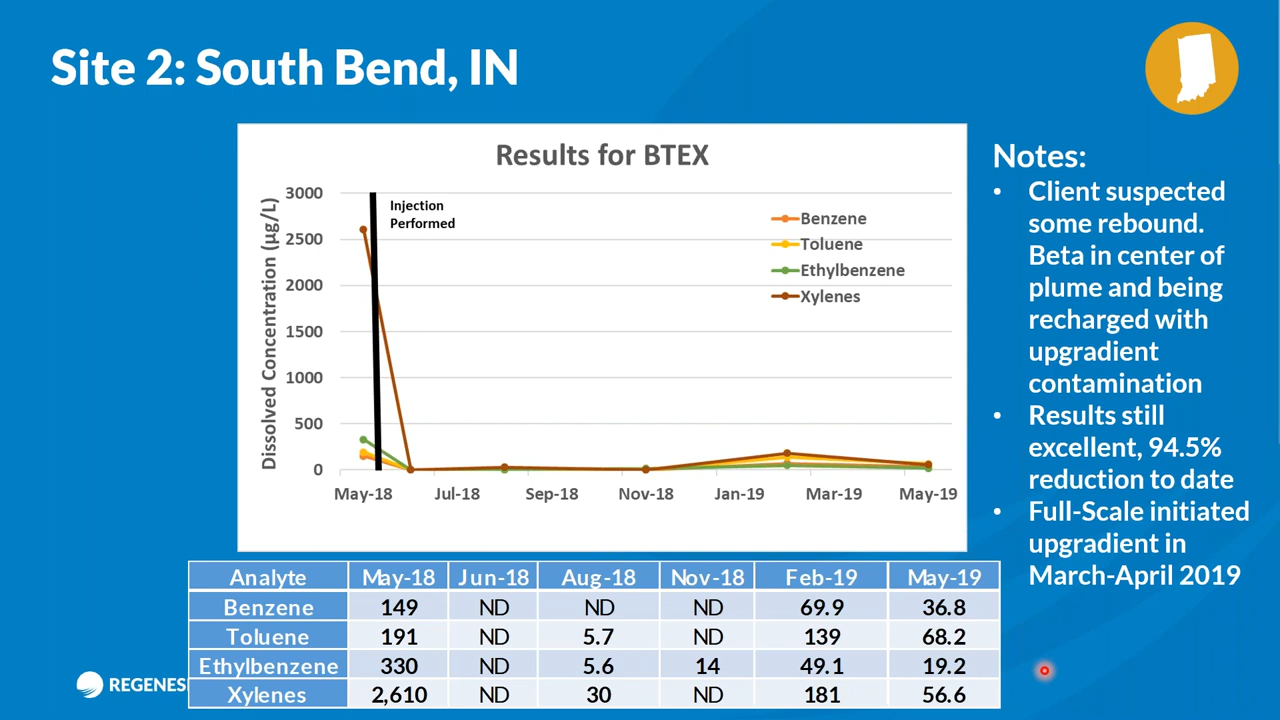 Site 2: South Bend, IN
Results for BTEX
Dissolved Concentration (µg/L)
3000
2500
2000
1500
1000
500
0
Injection
Performed
Benzene
Toluene
Ethylbenzene
Xylenes
May-18 Jul-18 Sep-18 Nov-18 Jan-19 Mar-19 May-19
Notes:
• Client suspected
some rebound.
Beta in center of
plume and being
recharged with
upgradient
contamination
• Results still
excellent, 94.5%
reduction to date
• Full-Scale initiated
upgradient in
March-April 2019
Analyte May-18 Jun-18 Aug-18 Nov-18 Feb-19 May-19
Benzene 149 ND ND ND 69.9 36.8
Toluene 191 ND 5.7 ND 139 68.2
Ethylbenzene 330 ND 5.6 14 49.1 19.2
Xylenes 2,610 ND 30 ND 181 56.6
REGENES